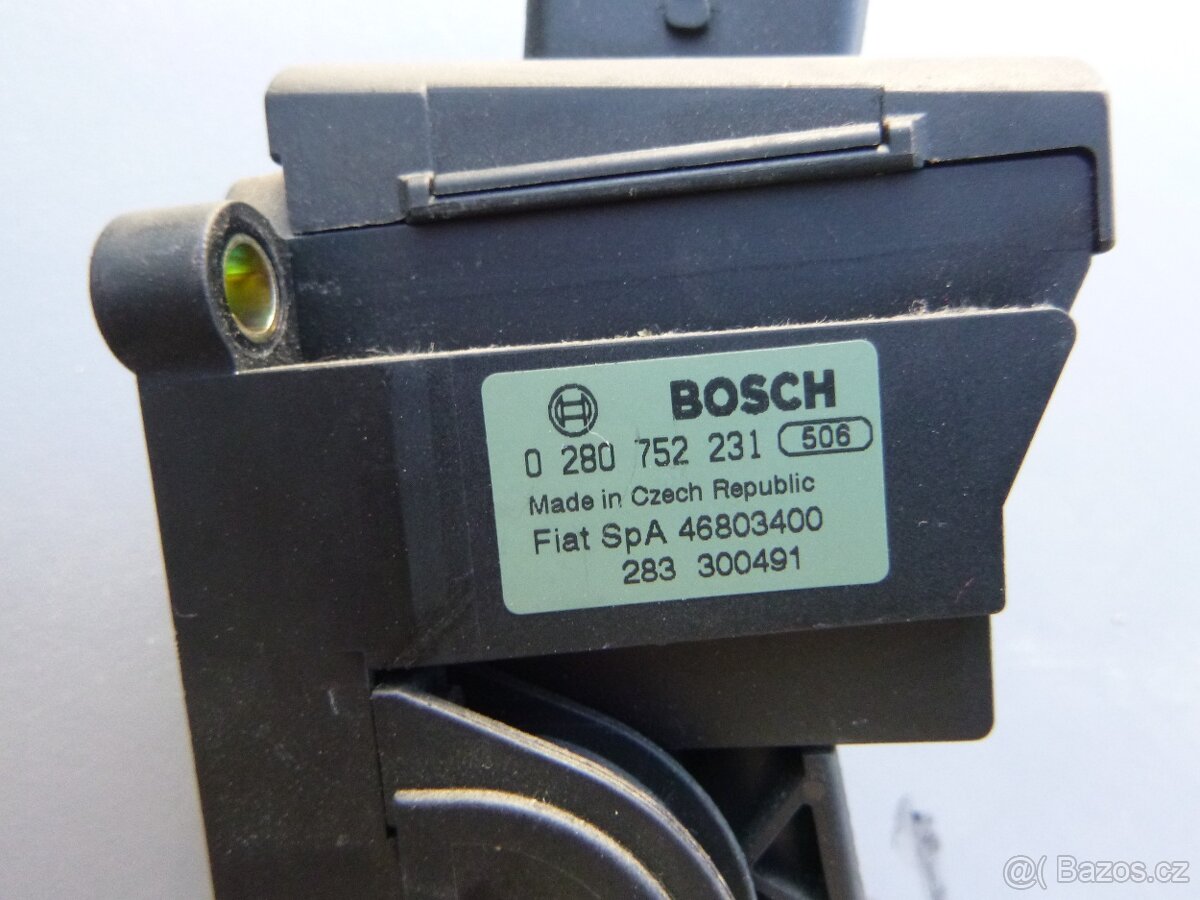 BOSCH
0 280 752 231 506
Made in Czech Republic
Fiat SpA 46803400
283 300491
@( Bazos.cz